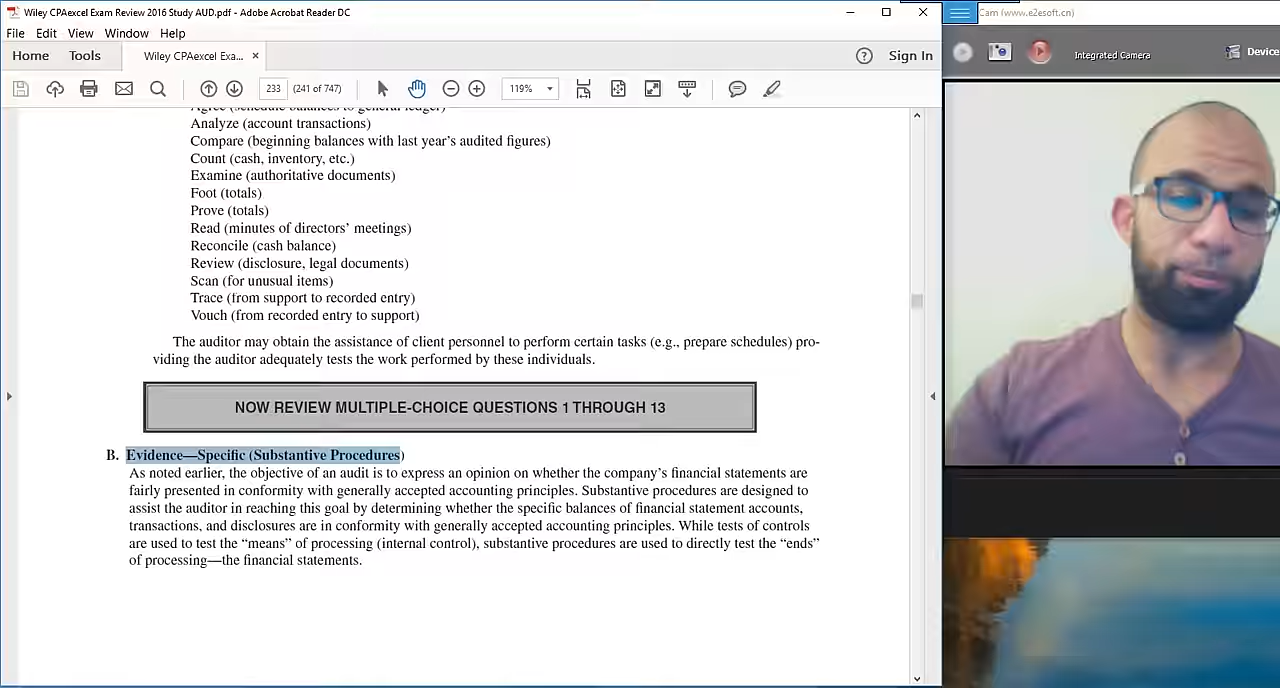 Wiley CPAexcel Exam Review 2016 Study AUD.pdf - Adobe Acrobat Reader DC
Cam (www.e2esoft.cn)
File Edit View Window Help
Home Tools Wiley CPAexcel Exa... × ? Sign In
Integrated Camera Device
233 (241 of 747) 119%
Agree (schedule balances to general ledger)
Analyze (account transactions)
Compare (beginning balances with last year’s audited figures)
Count (cash, inventory, etc.)
Examine (authoritative documents)
Foot (totals)
Prove (totals)
Read (minutes of directors’ meetings)
Reconcile (cash balance)
Review (disclosure, legal documents)
Scan (for unusual items)
Trace (from support to recorded entry)
Vouch (from recorded entry to support)
The auditor may obtain the assistance of client personnel to perform certain tasks (e.g., prepare schedules) pro-
viding the auditor adequately tests the work performed by these individuals.
NOW REVIEW MULTIPLE-CHOICE QUESTIONS 1 THROUGH 13
B. Evidence—Specific (Substantive Procedures)
As noted earlier, the objective of an audit is to express an opinion on whether the company’s financial statements are
fairly presented in conformity with generally accepted accounting principles. Substantive procedures are designed to
assist the auditor in reaching this goal by determining whether the specific balances of financial statement accounts,
transactions, and disclosures are in conformity with generally accepted accounting principles. While tests of controls
are used to test the “means” of processing (internal control), substantive procedures are used to directly test the “ends”
of processing—the financial statements.